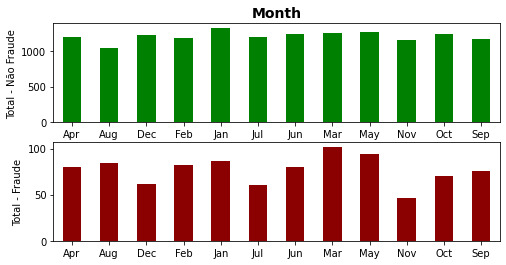 Month
Total - Não Fraude
1000
500
0
Apr Aug Dec Feb Jan Jul Jun Mar May Nov Oct Sep
Total - Fraude
100
50
0
Apr Aug Dec Feb Jan Jul Jun Mar May Nov Oct Sep